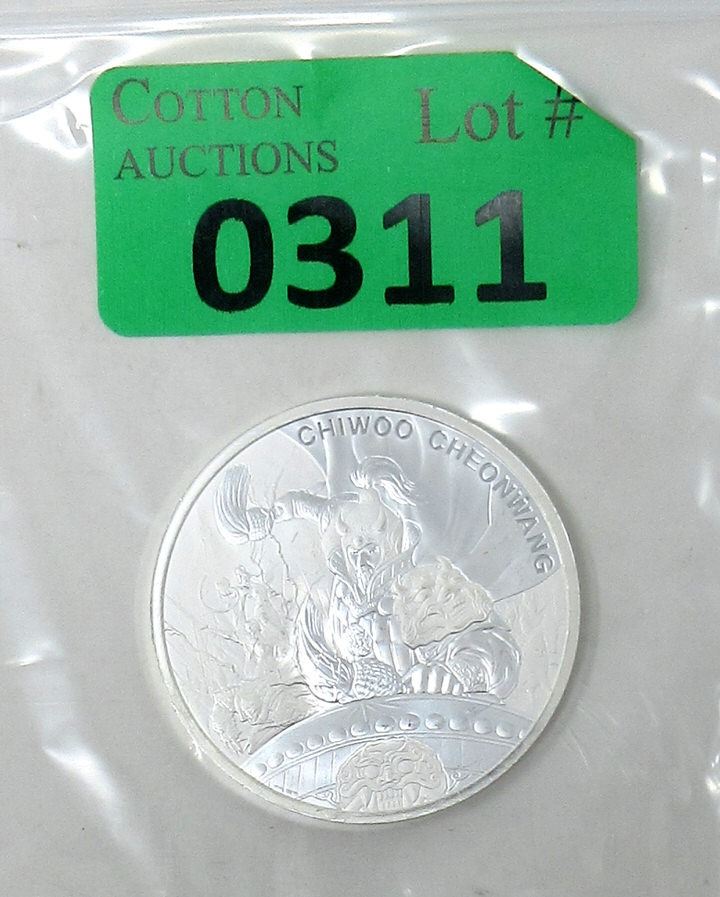 COTTON
AUCTIONS
Lot #
0311
CHIWOO CHEONWANG